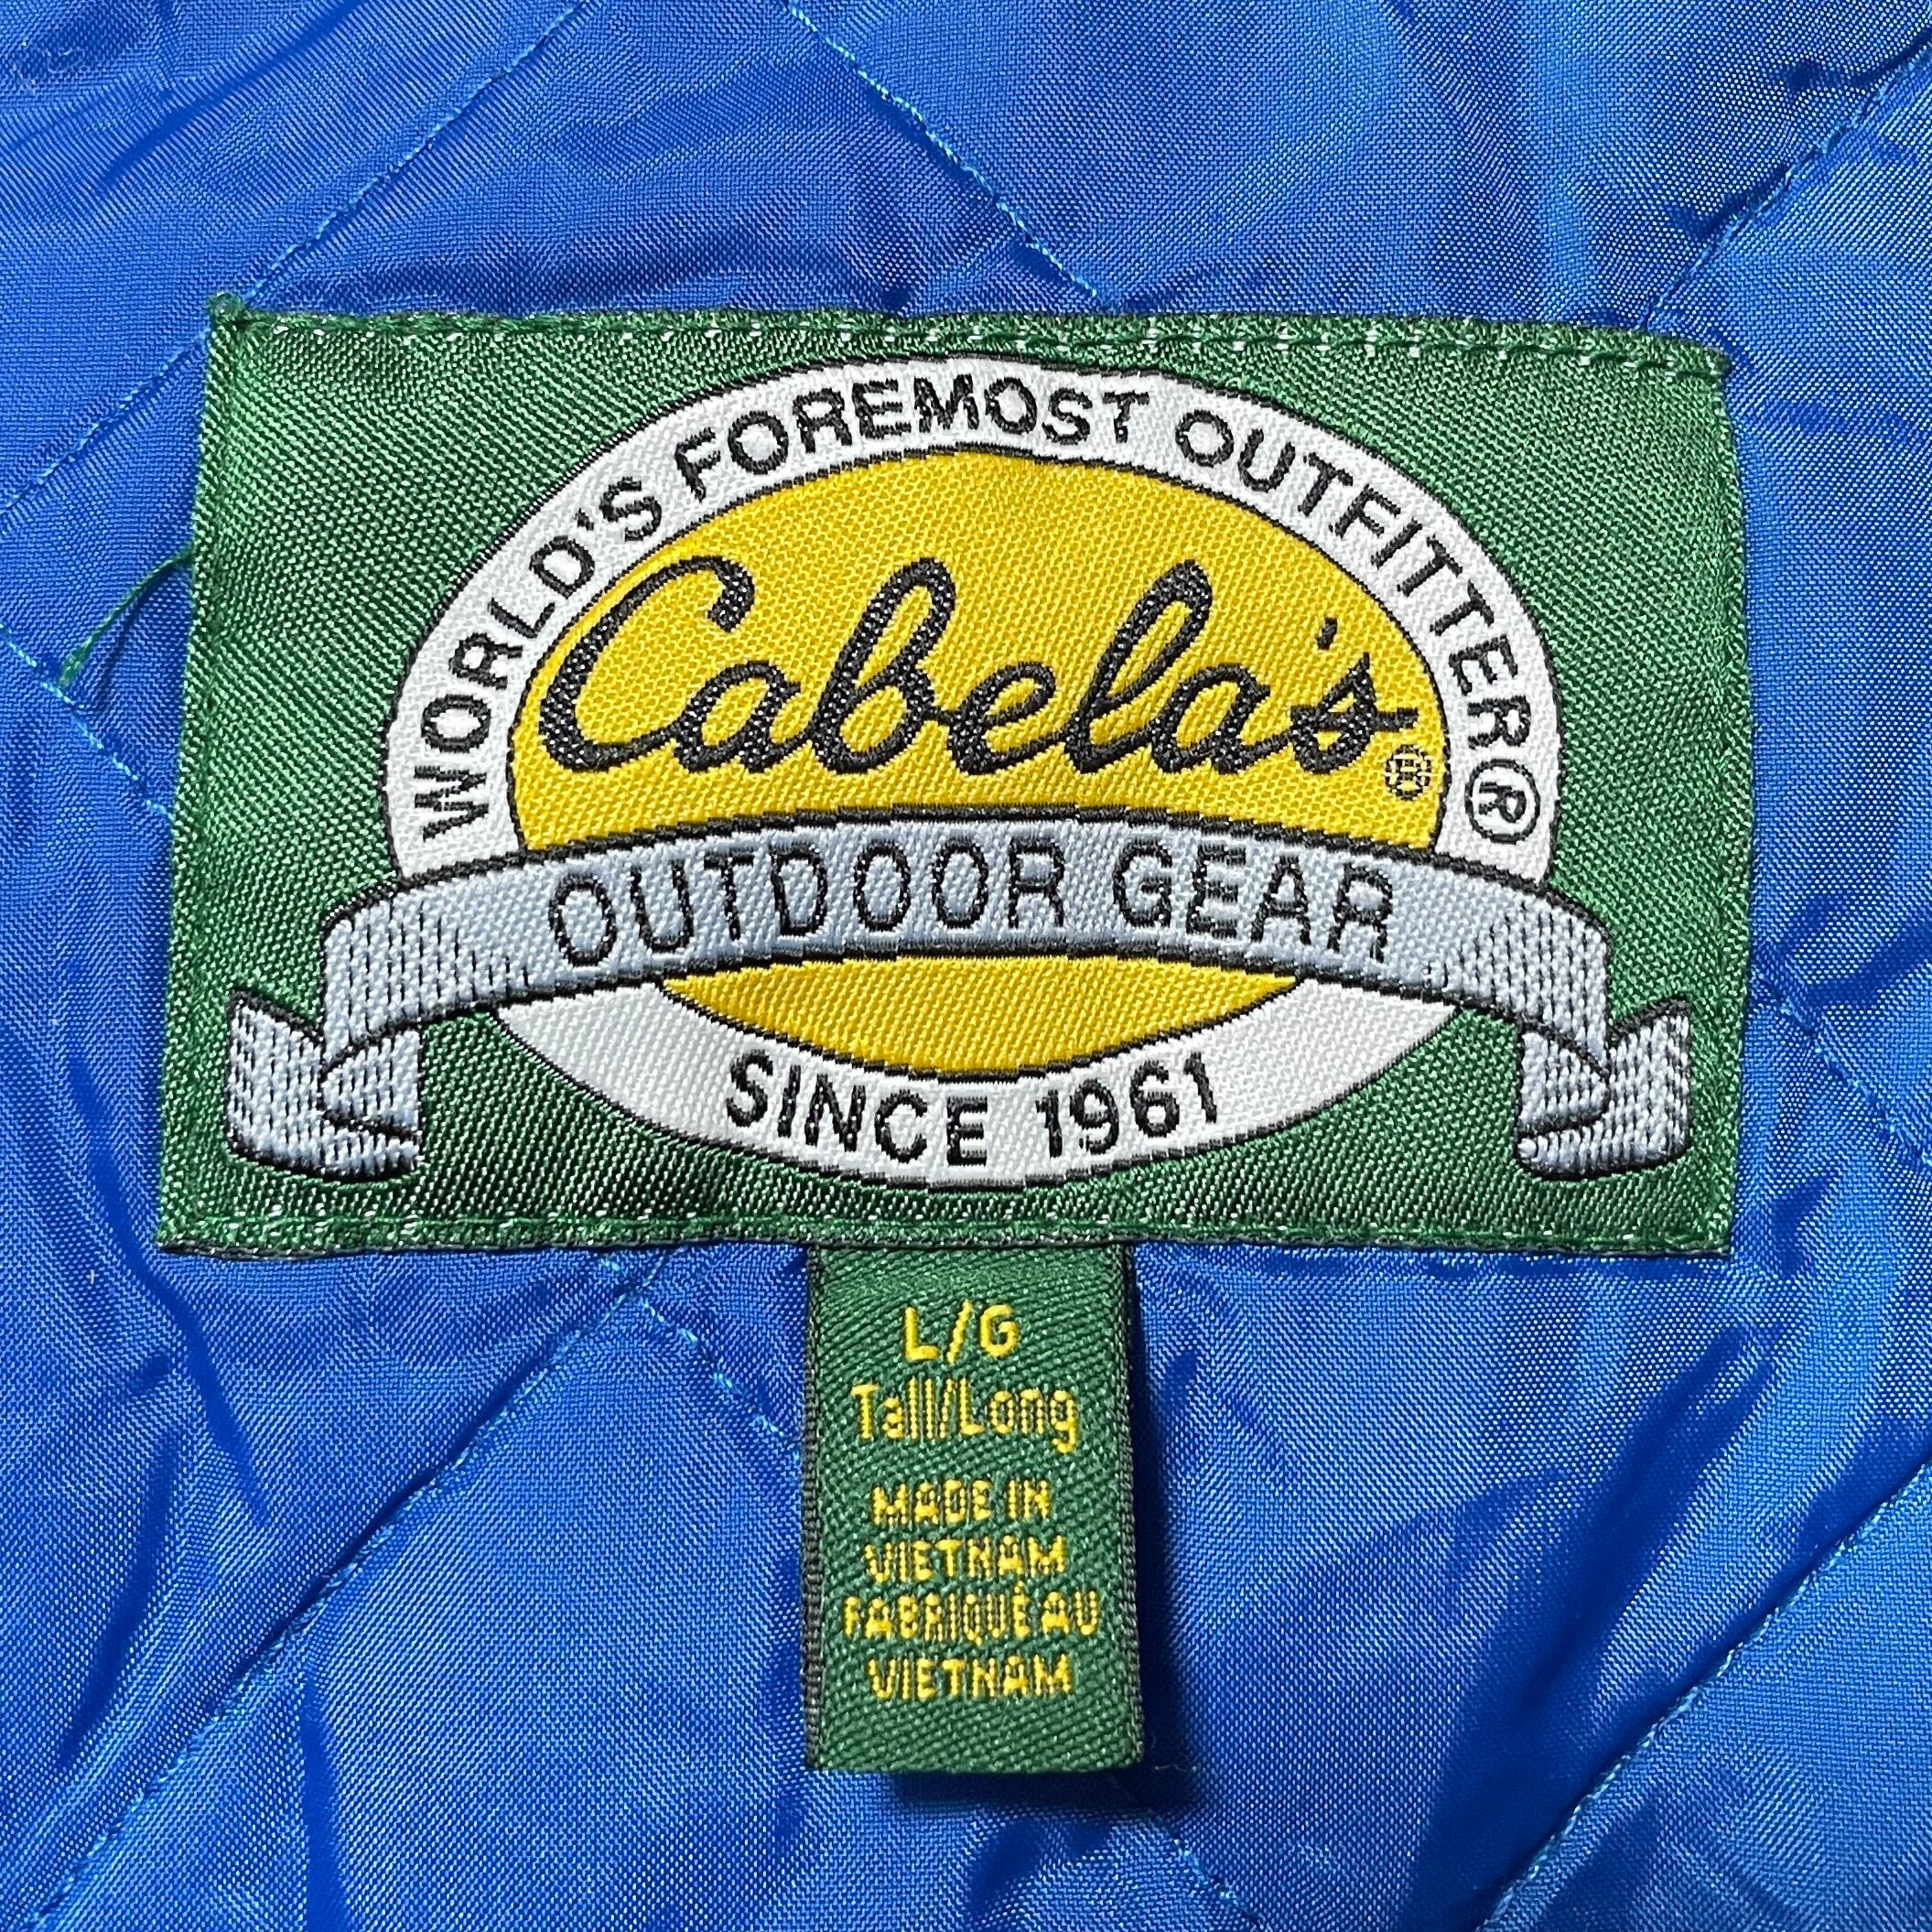 WORLD'S FOREMOST OUTFITTER®
Cabela's®
OUTDOOR GEAR
SINCE 1961
L/G
Tall/Long
MADE IN
VIETNAM
FABRIQUÉ AU
VIETNAM